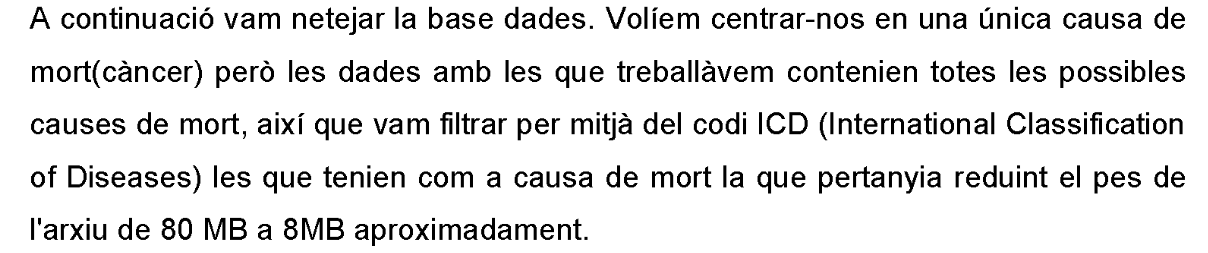 A continuació vam netejar la base dades. Volíem centrar-nos en una única causa de
mort(càncer) però les dades amb les que treballàvem contenien totes les possibles
causes de mort, així que vam filtrar per mitjà del codi ICD (International Classification
of Diseases) les que tenien com a causa de mort la que pertanyia reduint el pes de
l'arxiu de 80 MB a 8MB aproximadament.